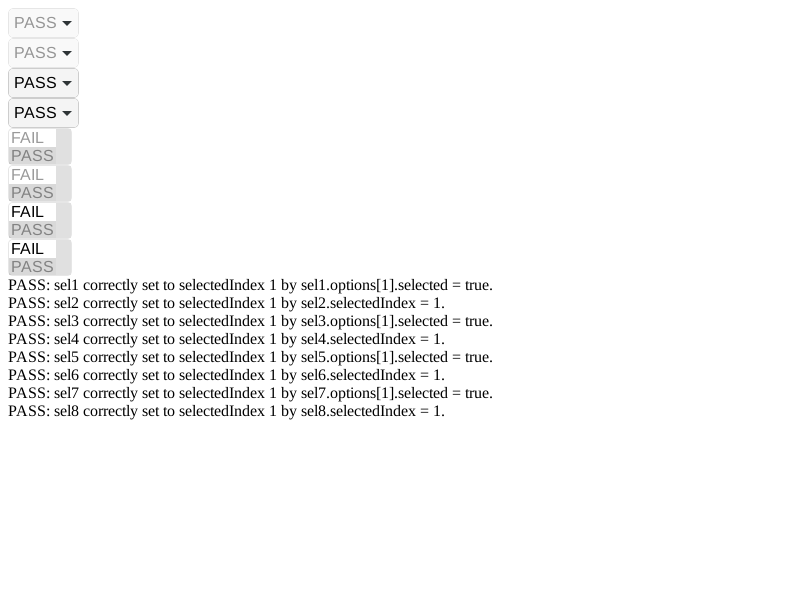 PASS
PASS
PASS
PASS
FAIL
PASS
FAIL
PASS
FAIL
PASS
FAIL
PASS
PASS: sel1 correctly set to selectedIndex 1 by sel1.options[1].selected = true.
PASS: sel2 correctly set to selectedIndex 1 by sel2.selectedIndex = 1.
PASS: sel3 correctly set to selectedIndex 1 by sel3.options[1].selected = true.
PASS: sel4 correctly set to selectedIndex 1 by sel4.selectedIndex = 1.
PASS: sel5 correctly set to selectedIndex 1 by sel5.options[1].selected = true.
PASS: sel6 correctly set to selectedIndex 1 by sel6.selectedIndex = 1.
PASS: sel7 correctly set to selectedIndex 1 by sel7.options[1].selected = true.
PASS: sel8 correctly set to selectedIndex 1 by sel8.selectedIndex = 1.